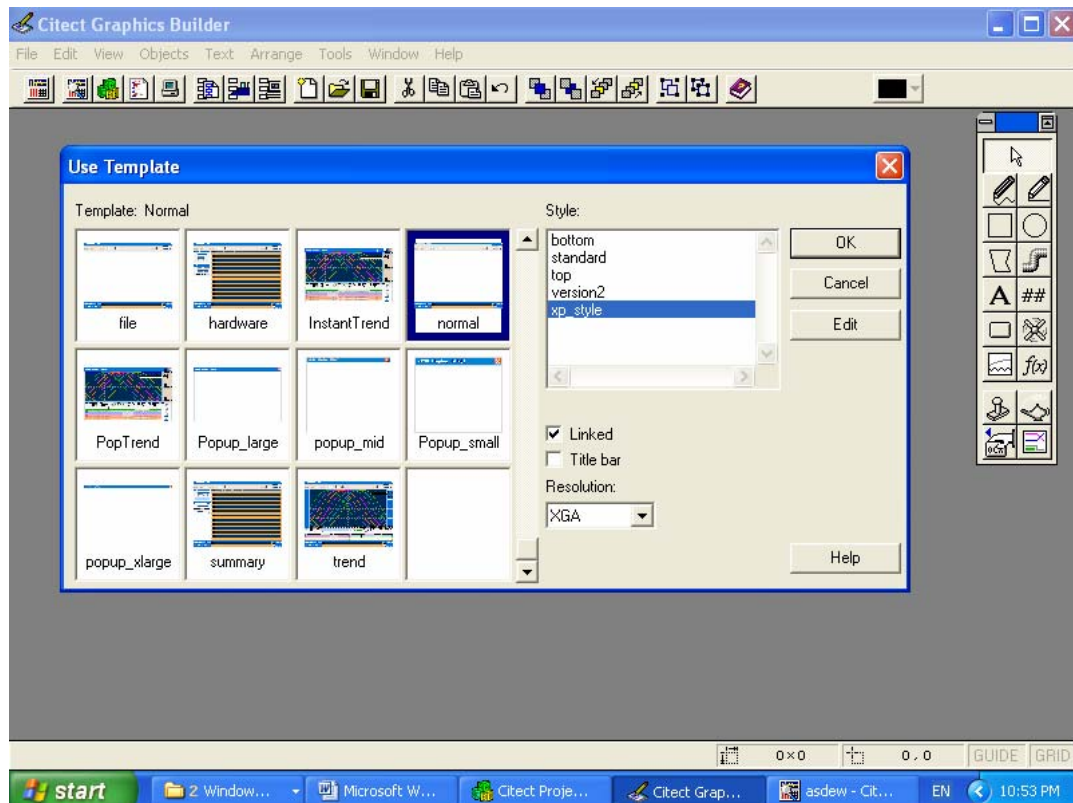 Citect Graphics Builder
File Edit View Objects Text Arrange Tools Window Help
Use Template
Template: Normal
Style:
file
hardware
InstantTrend
normal
PopTrend
Popup_large
popup_mid
Popup_small
popup_xlarge
summary
trend
bottom
standard
top
version2
xp_style
OK
Cancel
Edit
Linked
Title bar
Resolution:
XGA
Help
A ##
f(x)
0×0 0,0 GUIDE GRID
start 2 Window... Microsoft W... Citect Proje... Citect Grap... asdew - Cit... EN 10:53 PM